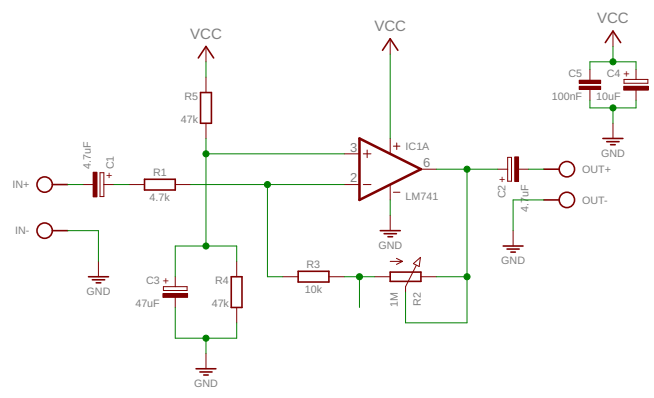 VCC
VCC
VCC
R5
47k
C5
100nF
C4
+
10uF
GND
4.7uF
C1
+
IN+
R1
4.7k
3
+
2
−
6
+
IC1A
−
LM741
GND
C2
+
4.7uF
OUT+
OUT-
GND
IN-
GND
C3
+
47uF
R4
47k
GND
R3
10k
1M
R2